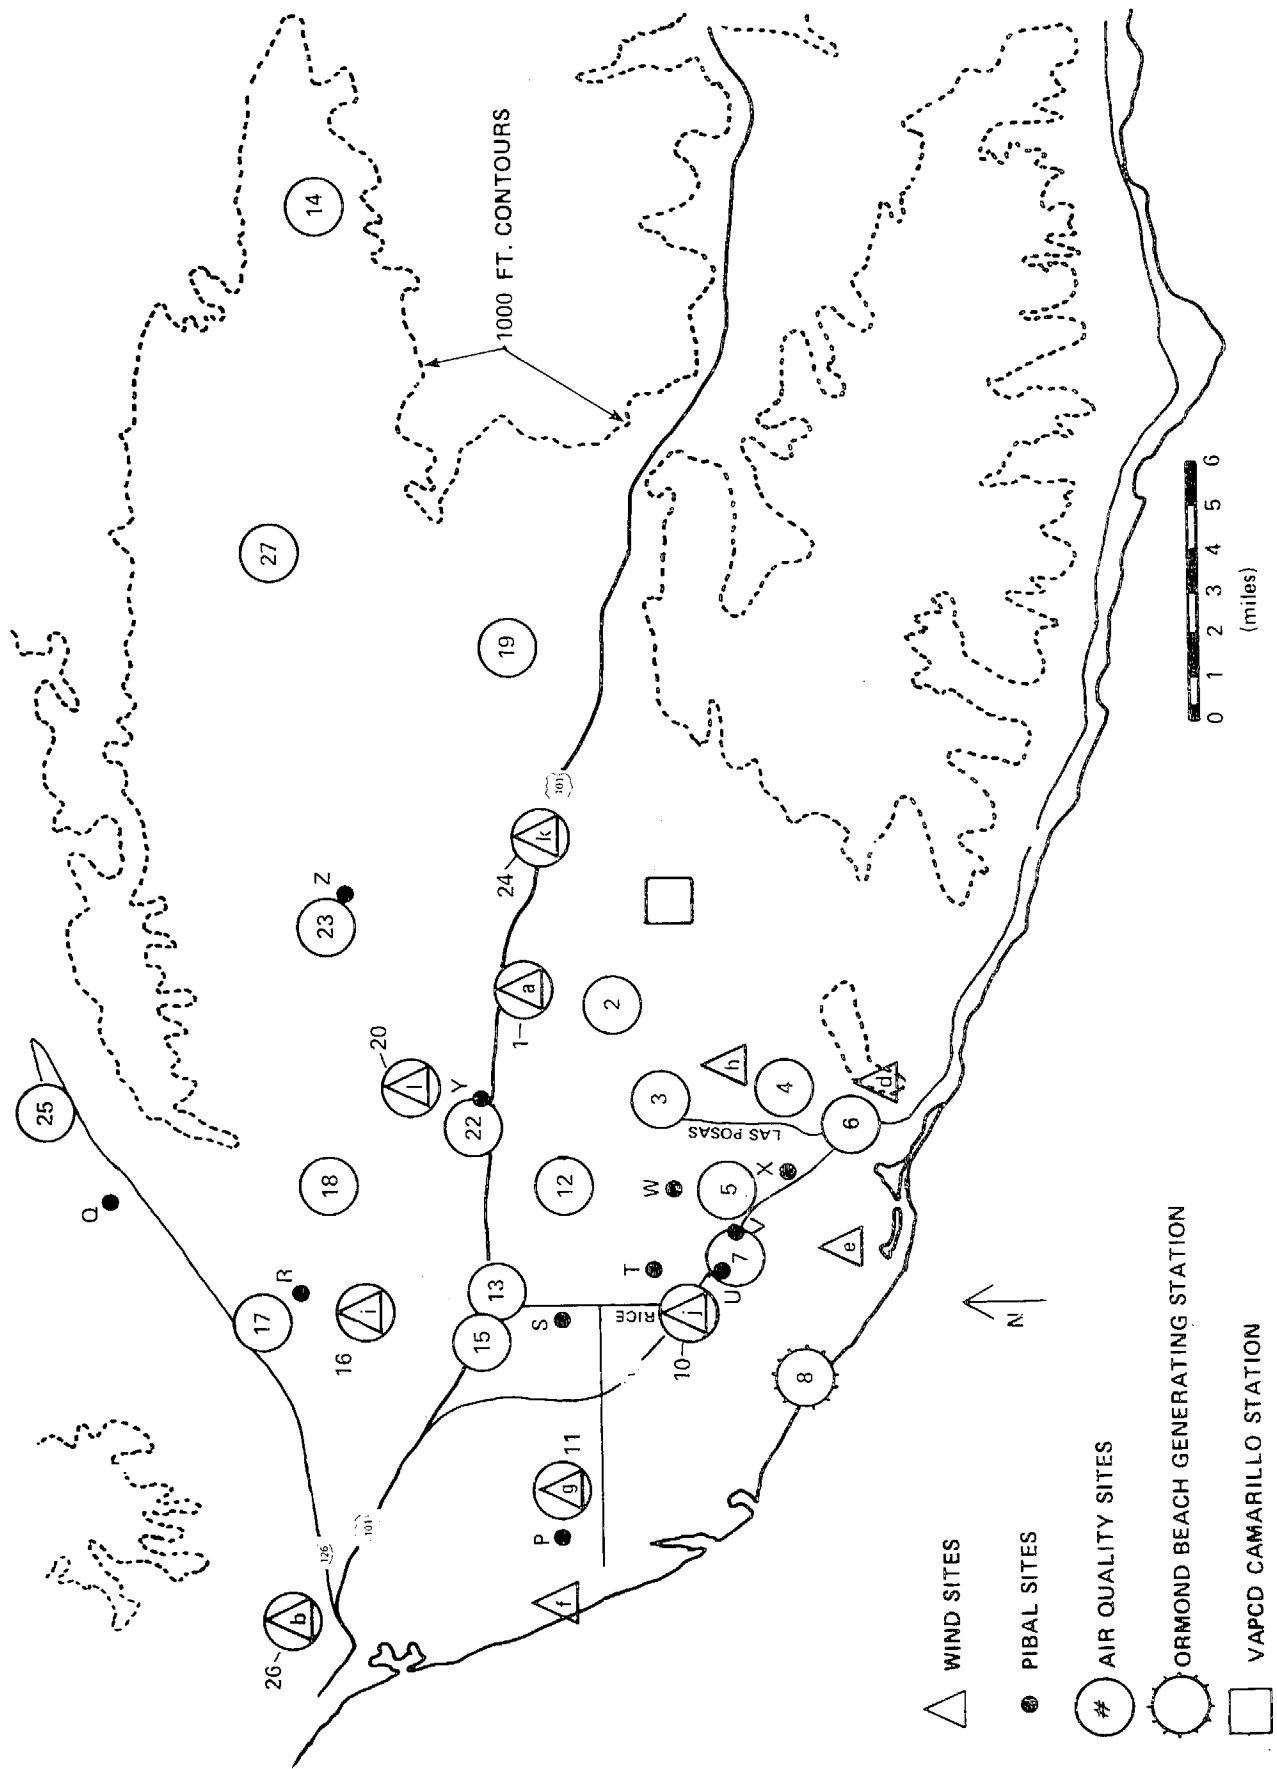 14
1000 FT. CONTOURS
27
19
101
k
24
Z
23
a
1
2
20
l
Y
22
25
Q
18
12
3
h
4
d
LAS POSAS
6
W
5
X
V
7
U
T
e
R
17
16
i
13
15
S
RICE
j
10
8
g
11
P
f
126
101
b
26
N
0 1 2 3 4 5 6
(miles)
WIND SITES
PIBAL SITES
# AIR QUALITY SITES
ORMOND BEACH GENERATING STATION
VAPCD CAMARILLO STATION